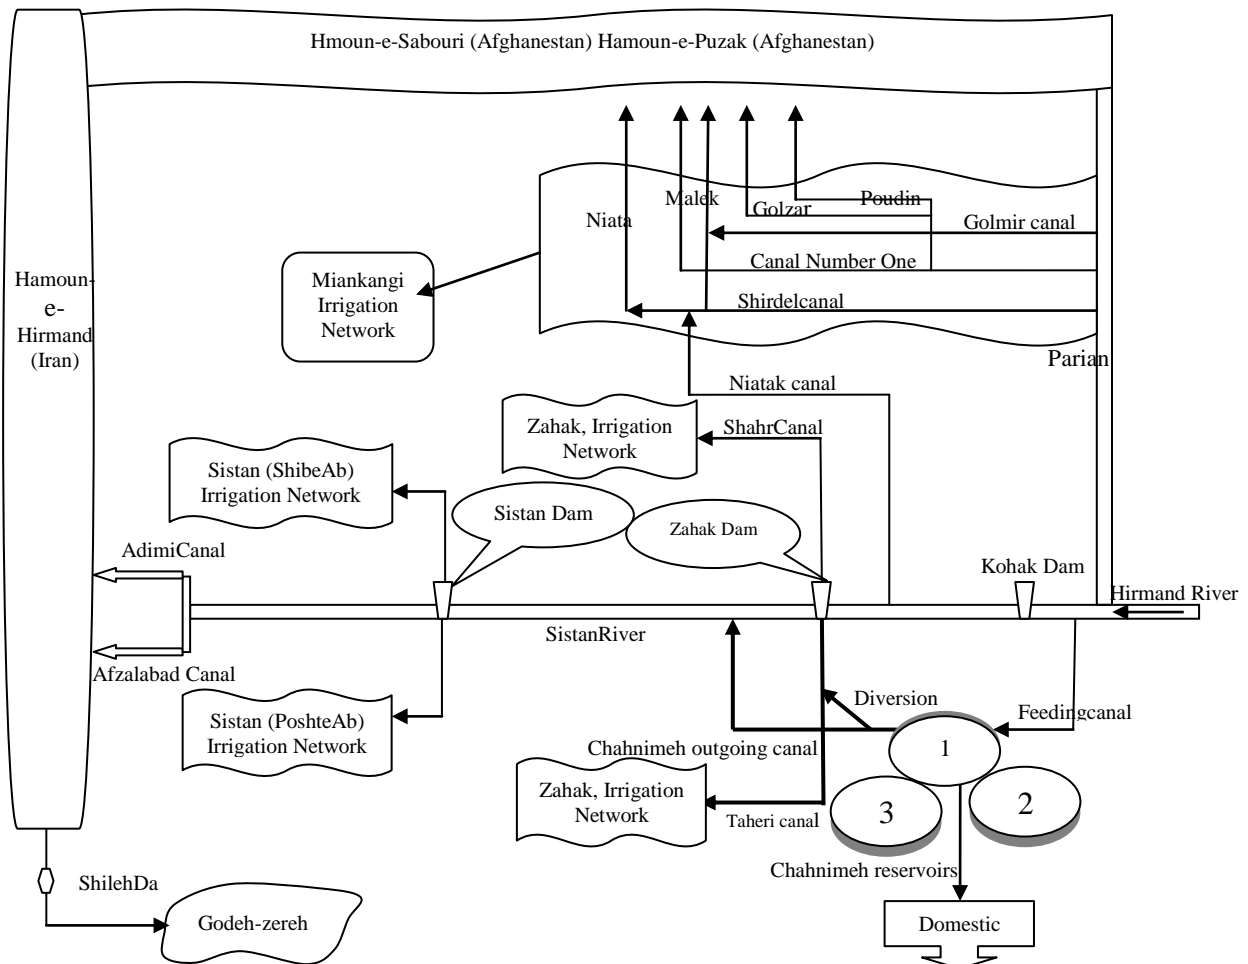 Hmoun-e-Sabouri (Afghanestan) Hamoun-e-Puzak (Afghanestan)
Malek
Poudin
Golzar
Niata
Golmir canal
Canal Number One
Hamoun-
e-
Hirmand
(Iran)
Miankangi
Irrigation
Network
Shirdelcanal
Parian
Niatak canal
Zahak, Irrigation
Network
ShahrCanal
Sistan (ShibeAb)
Irrigation Network
Sistan Dam
Zahak Dam
AdimiCanal
Kohak Dam
Hirmand River
SistanRiver
Afzalabad Canal
Sistan (PoshteAb)
Irrigation Network
Diversion
Feedingcanal
Chahnimeh outgoing canal
1
Zahak, Irrigation
Network
Taheri canal
3
2
Chahnimeh reservoirs
ShilehDa
Godeh-zereh
Domestic